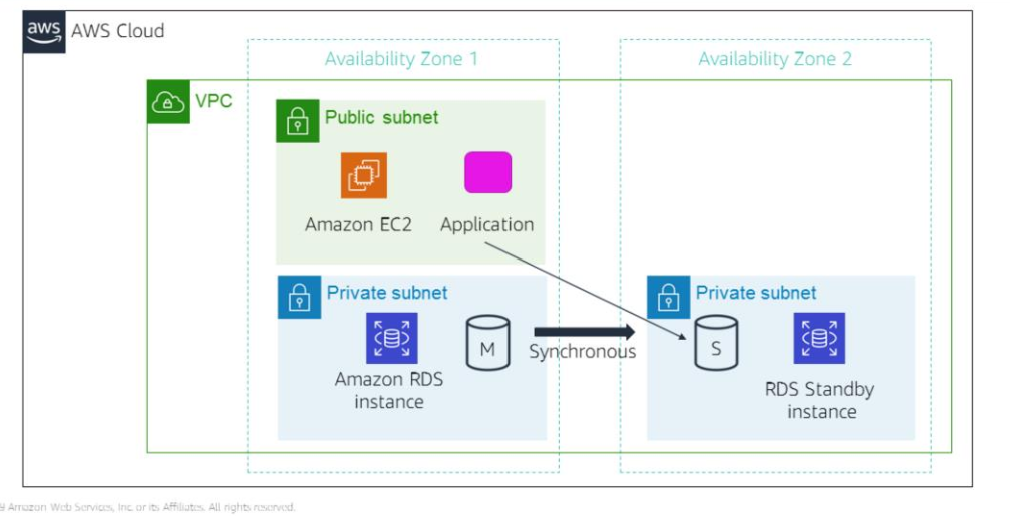 aws AWS Cloud
Availability Zone 1
Availability Zone 2
VPC
Public subnet
Amazon EC2
Application
Private subnet
M
Amazon RDS
instance
Synchronous
Private subnet
S
RDS Standby
instance
9 Amazon Web Services, Inc. or its Affiliates. All rights reserved.